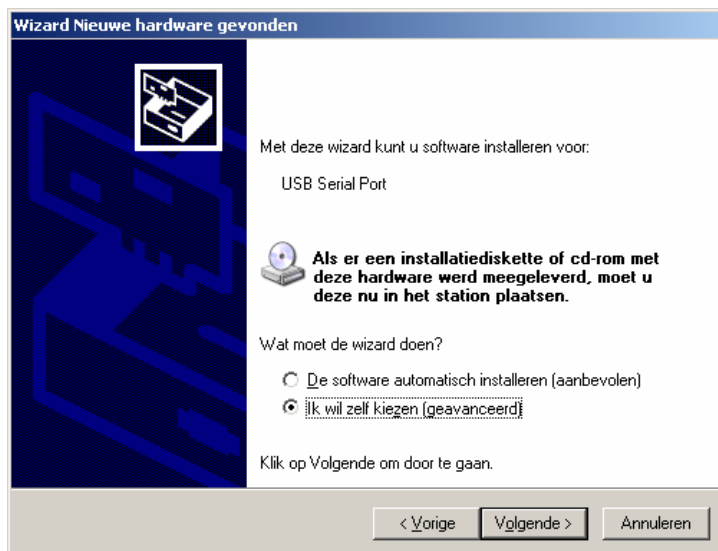 Wizard Nieuwe hardware gevonden
Met deze wizard kunt u software installeren voor:
USB Serial Port
Als er een installatiediskette of cd-rom met
deze hardware werd meegeleverd, moet u
deze nu in het station plaatsen.
Wat moet de wizard doen?
De software automatisch installeren (aanbevolen)
Ik wil zelf kiezen (geavanceerd)
Klik op Volgende om door te gaan.
< Vorige Volgende > Annuleren